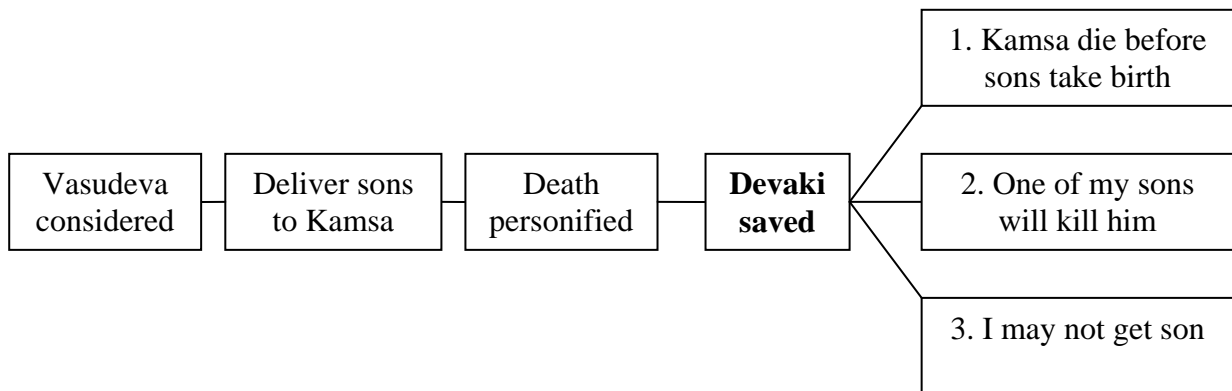 1. Kamsa die before
sons take birth
Vasudeva
considered
Deliver sons
to Kamsa
Death
personified
Devaki
saved
2. One of my sons
will kill him
3. I may not get son